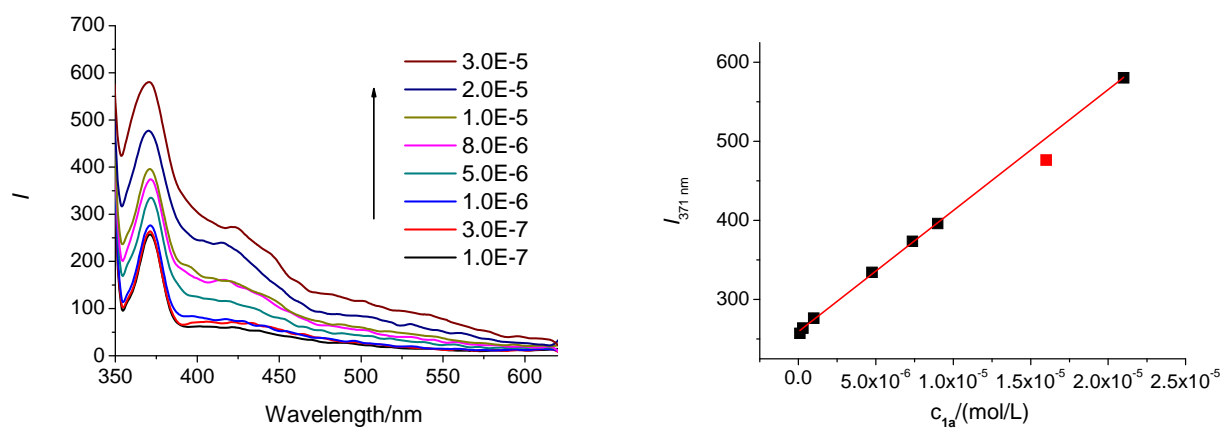 700
600
500
400
300
200
100
0
I
3.0E-5
2.0E-5
1.0E-5
8.0E-6
5.0E-6
1.0E-6
3.0E-7
1.0E-7
350 400 450 500 550 600
Wavelength/nm
600
500
400
300
I371 nm
0.0 5.0x10-6 1.0x10-5 1.5x10-5 2.0x10-5 2.5x10-5
c1a/(mol/L)